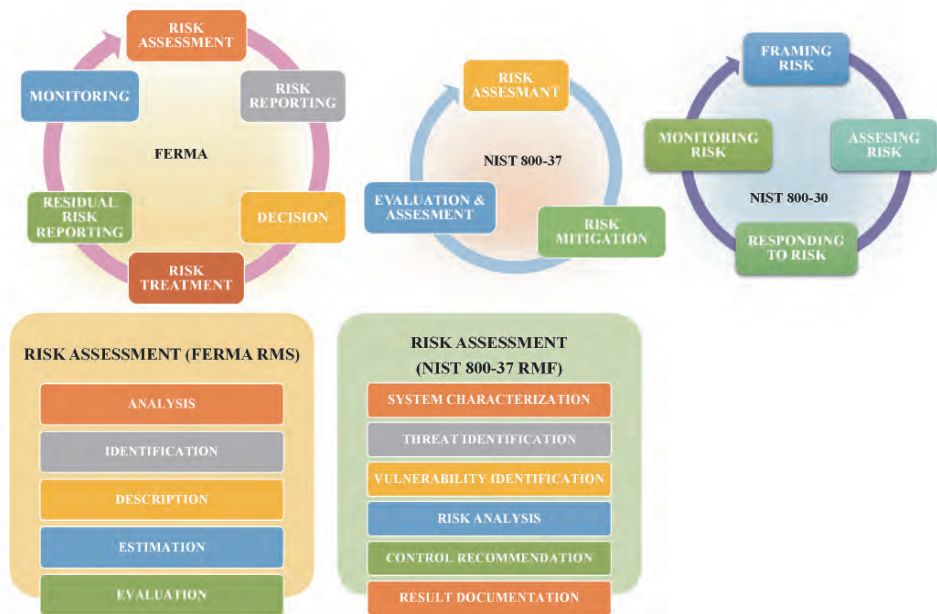 RISK
ASSESSMENT
RISK
REPORTING
DECISION
RISK
TREATMENT
RESIDUAL
RISK
REPORTING
MONITORING
FERMA
RISK
ASSESMANT
RISK
MITIGATION
EVALUATION &
ASSESMENT
NIST 800-37
FRAMING
RISK
ASSESING
RISK
RESPONDING
TO RISK
MONITORING
RISK
NIST 800-30
RISK ASSESSMENT (FERMA RMS)
ANALYSIS
IDENTIFICATION
DESCRIPTION
ESTIMATION
EVALUATION
RISK ASSESSMENT
(NIST 800-37 RMF)
SYSTEM CHARACTERIZATION
THREAT IDENTIFICATION
VULNERABILITY IDENTIFICATION
RISK ANALYSIS
CONTROL RECOMMENDATION
RESULT DOCUMENTATION